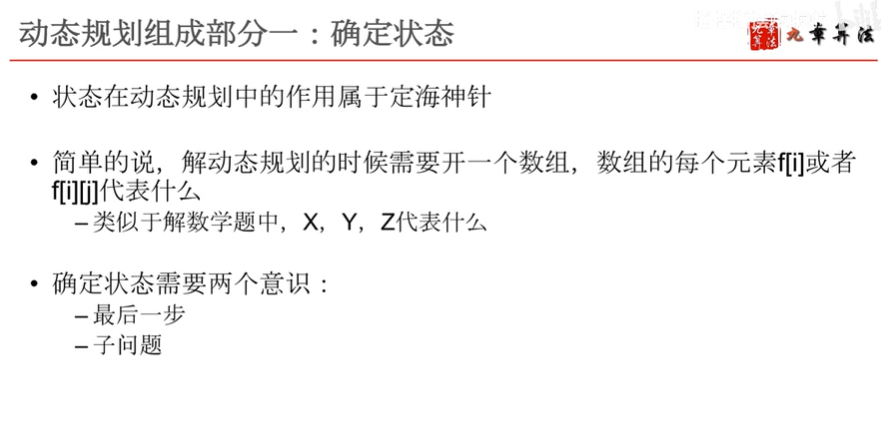 动态规划组成部分一：确定状态
九章算法
• 状态在动态规划中的作用属于定海神针
• 简单的说，解动态规划的时候需要开一个数组，数组的每个元素f[i]或者
f[i][j]代表什么
– 类似于解数学题中，X，Y，Z代表什么
• 确定状态需要两个意识：
– 最后一步
– 子问题